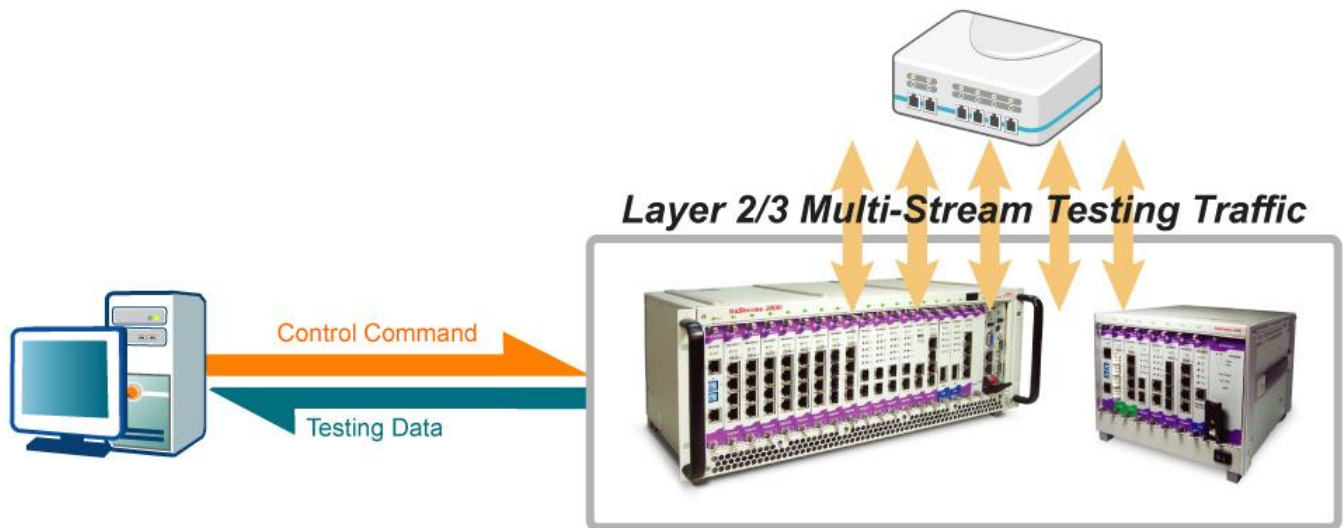 Layer 2/3 Multi-Stream Testing Traffic
Control Command
Testing Data